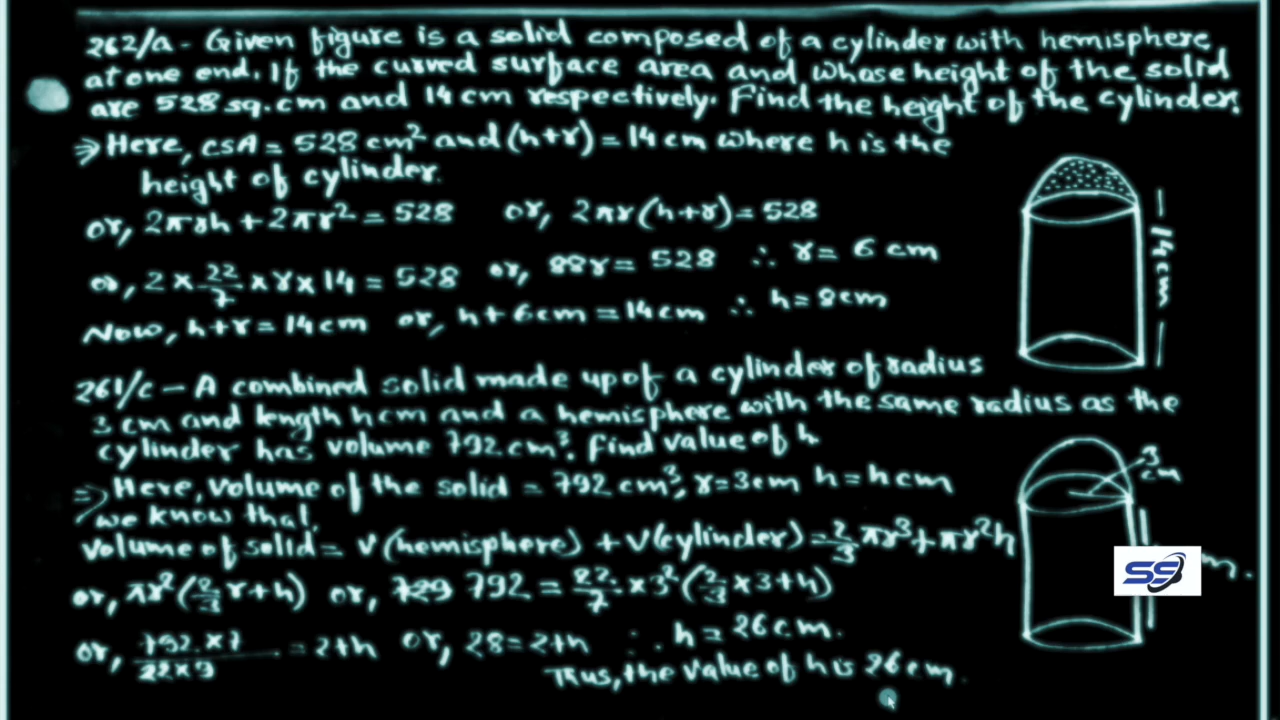 262/a - Given figure is a solid composed of a cylinder with hemisphere
at one end. If the curved surface area and whose height of the solid
are 528 sq.cm and 14 cm respectively. Find the height of the cylinder.
⇒ Here, CSA = 528 cm² and (h+r) = 14 cm where h is the
height of cylinder.
or, 2πrh + 2πr² = 528 or, 2πr(h+r) = 528
or, 2 × 22/7 × r × 14 = 528 or, 88r = 528 ∴ r = 6 cm
Now, h+r = 14cm or, h + 6cm = 14cm ∴ h = 8cm
14 cm
261/c - A combined solid made up of a cylinder of radius
3 cm and length h cm and a hemisphere with the same radius as the
cylinder has volume 792 cm³. Find value of h
⇒ Here, Volume of the solid = 792 cm³, r = 3cm h = h cm
we know that,
Volume of solid = V(hemisphere) + V(cylinder) = 2/3 πr³ + πr²h
or, πr²(2/3 r + h) or, 792 = 22/7 × 3² (2/3 × 3 + h)
or, 792 × 7 / 22 × 9 = 2+h or, 28 = 2+h ∴ h = 26 cm.
Thus, the value of h is 26 cm.
3 cm
SS